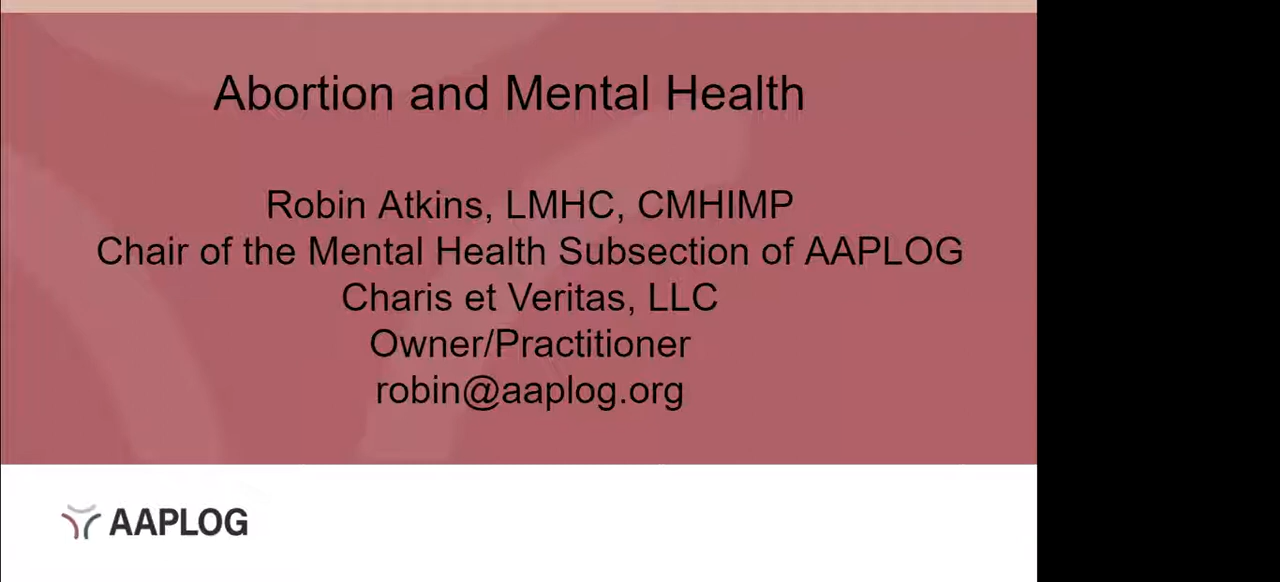 Abortion and Mental Health
Robin Atkins, LMHC, CMHIMP
Chair of the Mental Health Subsection of AAPLOG
Charis et Veritas, LLC
Owner/Practitioner
robin@aaplog.org
AAPLOG